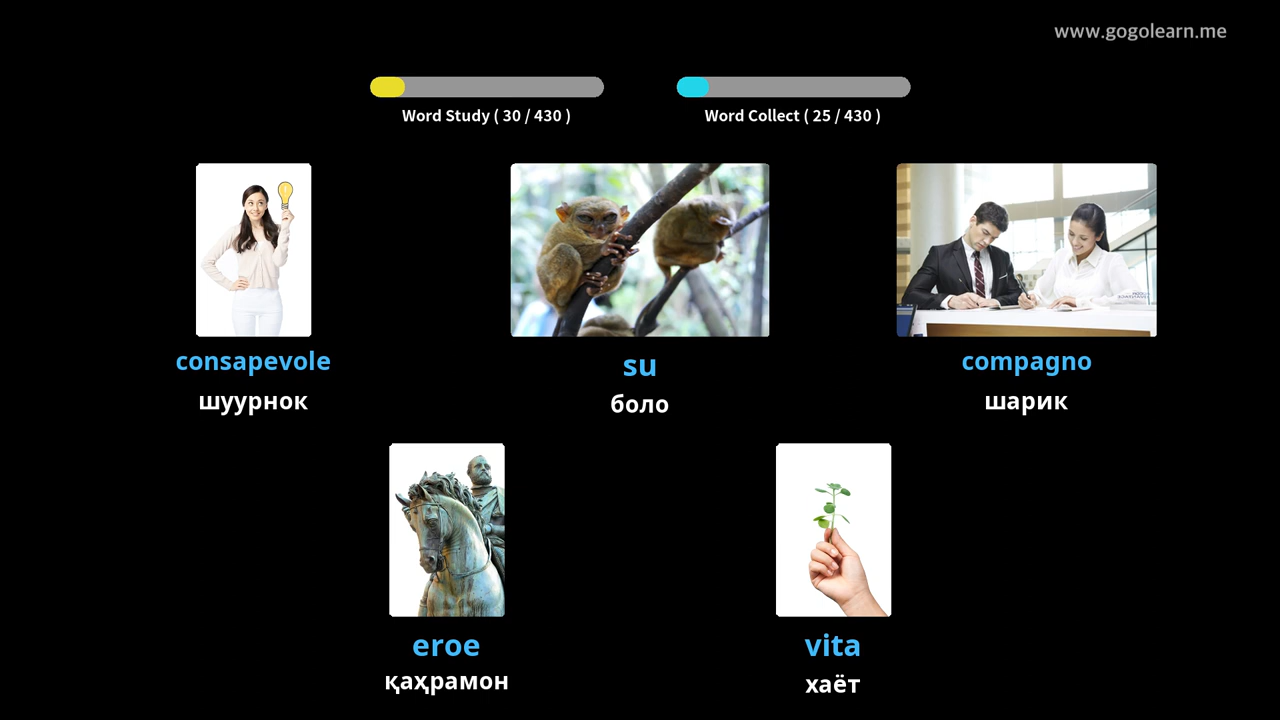 www.gogolearn.me
Word Study ( 30 / 430 )
Word Collect ( 25 / 430 )
consapevole
шуурнок
su
боло
compagno
шарик
eroe
қаҳрамон
vita
хаёт